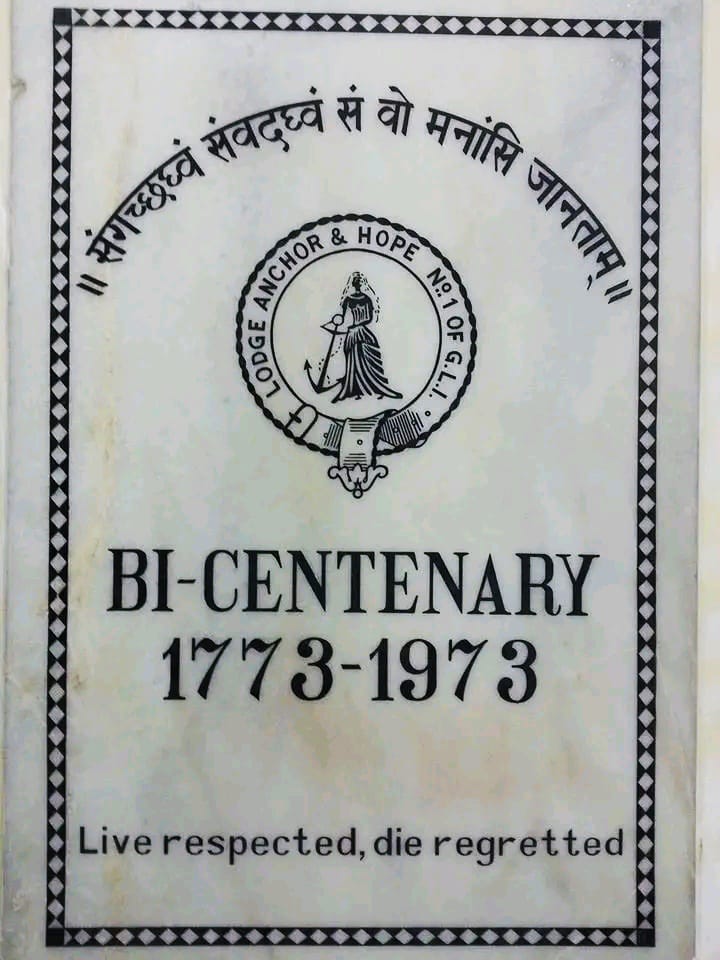 ॥ संगच्छध्वं संवदध्वं सं वो मनांसि जानताम् ॥
LODGE ANCHOR & HOPE Nº.1 OF G.L.I.
BI-CENTENARY
1773-1973
Live respected, die regretted